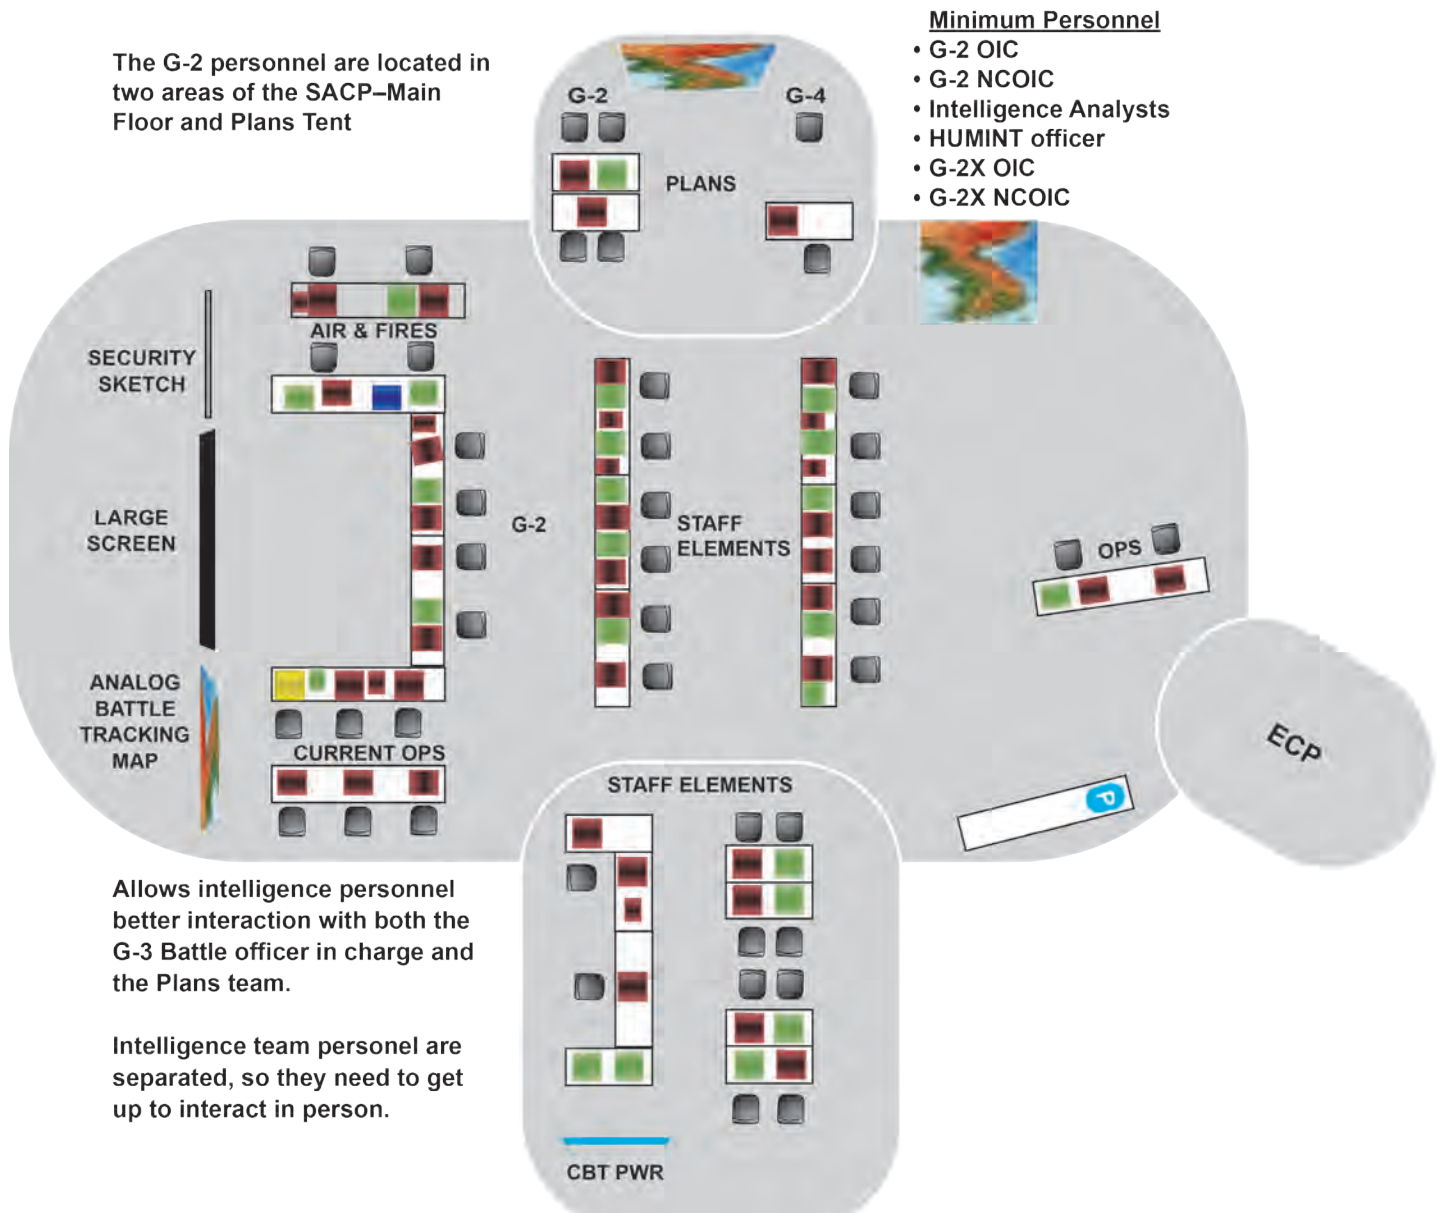 The G-2 personnel are located in
two areas of the SACP–Main
Floor and Plans Tent
Minimum Personnel
• G-2 OIC
• G-2 NCOIC
• Intelligence Analysts
• HUMINT officer
• G-2X OIC
• G-2X NCOIC
G-2
G-4
PLANS
AIR & FIRES
SECURITY
SKETCH
LARGE
SCREEN
G-2
STAFF
ELEMENTS
OPS
ANALOG
BATTLE
TRACKING
MAP
CURRENT OPS
ECP
P
STAFF ELEMENTS
Allows intelligence personnel
better interaction with both the
G-3 Battle officer in charge and
the Plans team.
Intelligence team personel are
separated, so they need to get
up to interact in person.
CBT PWR